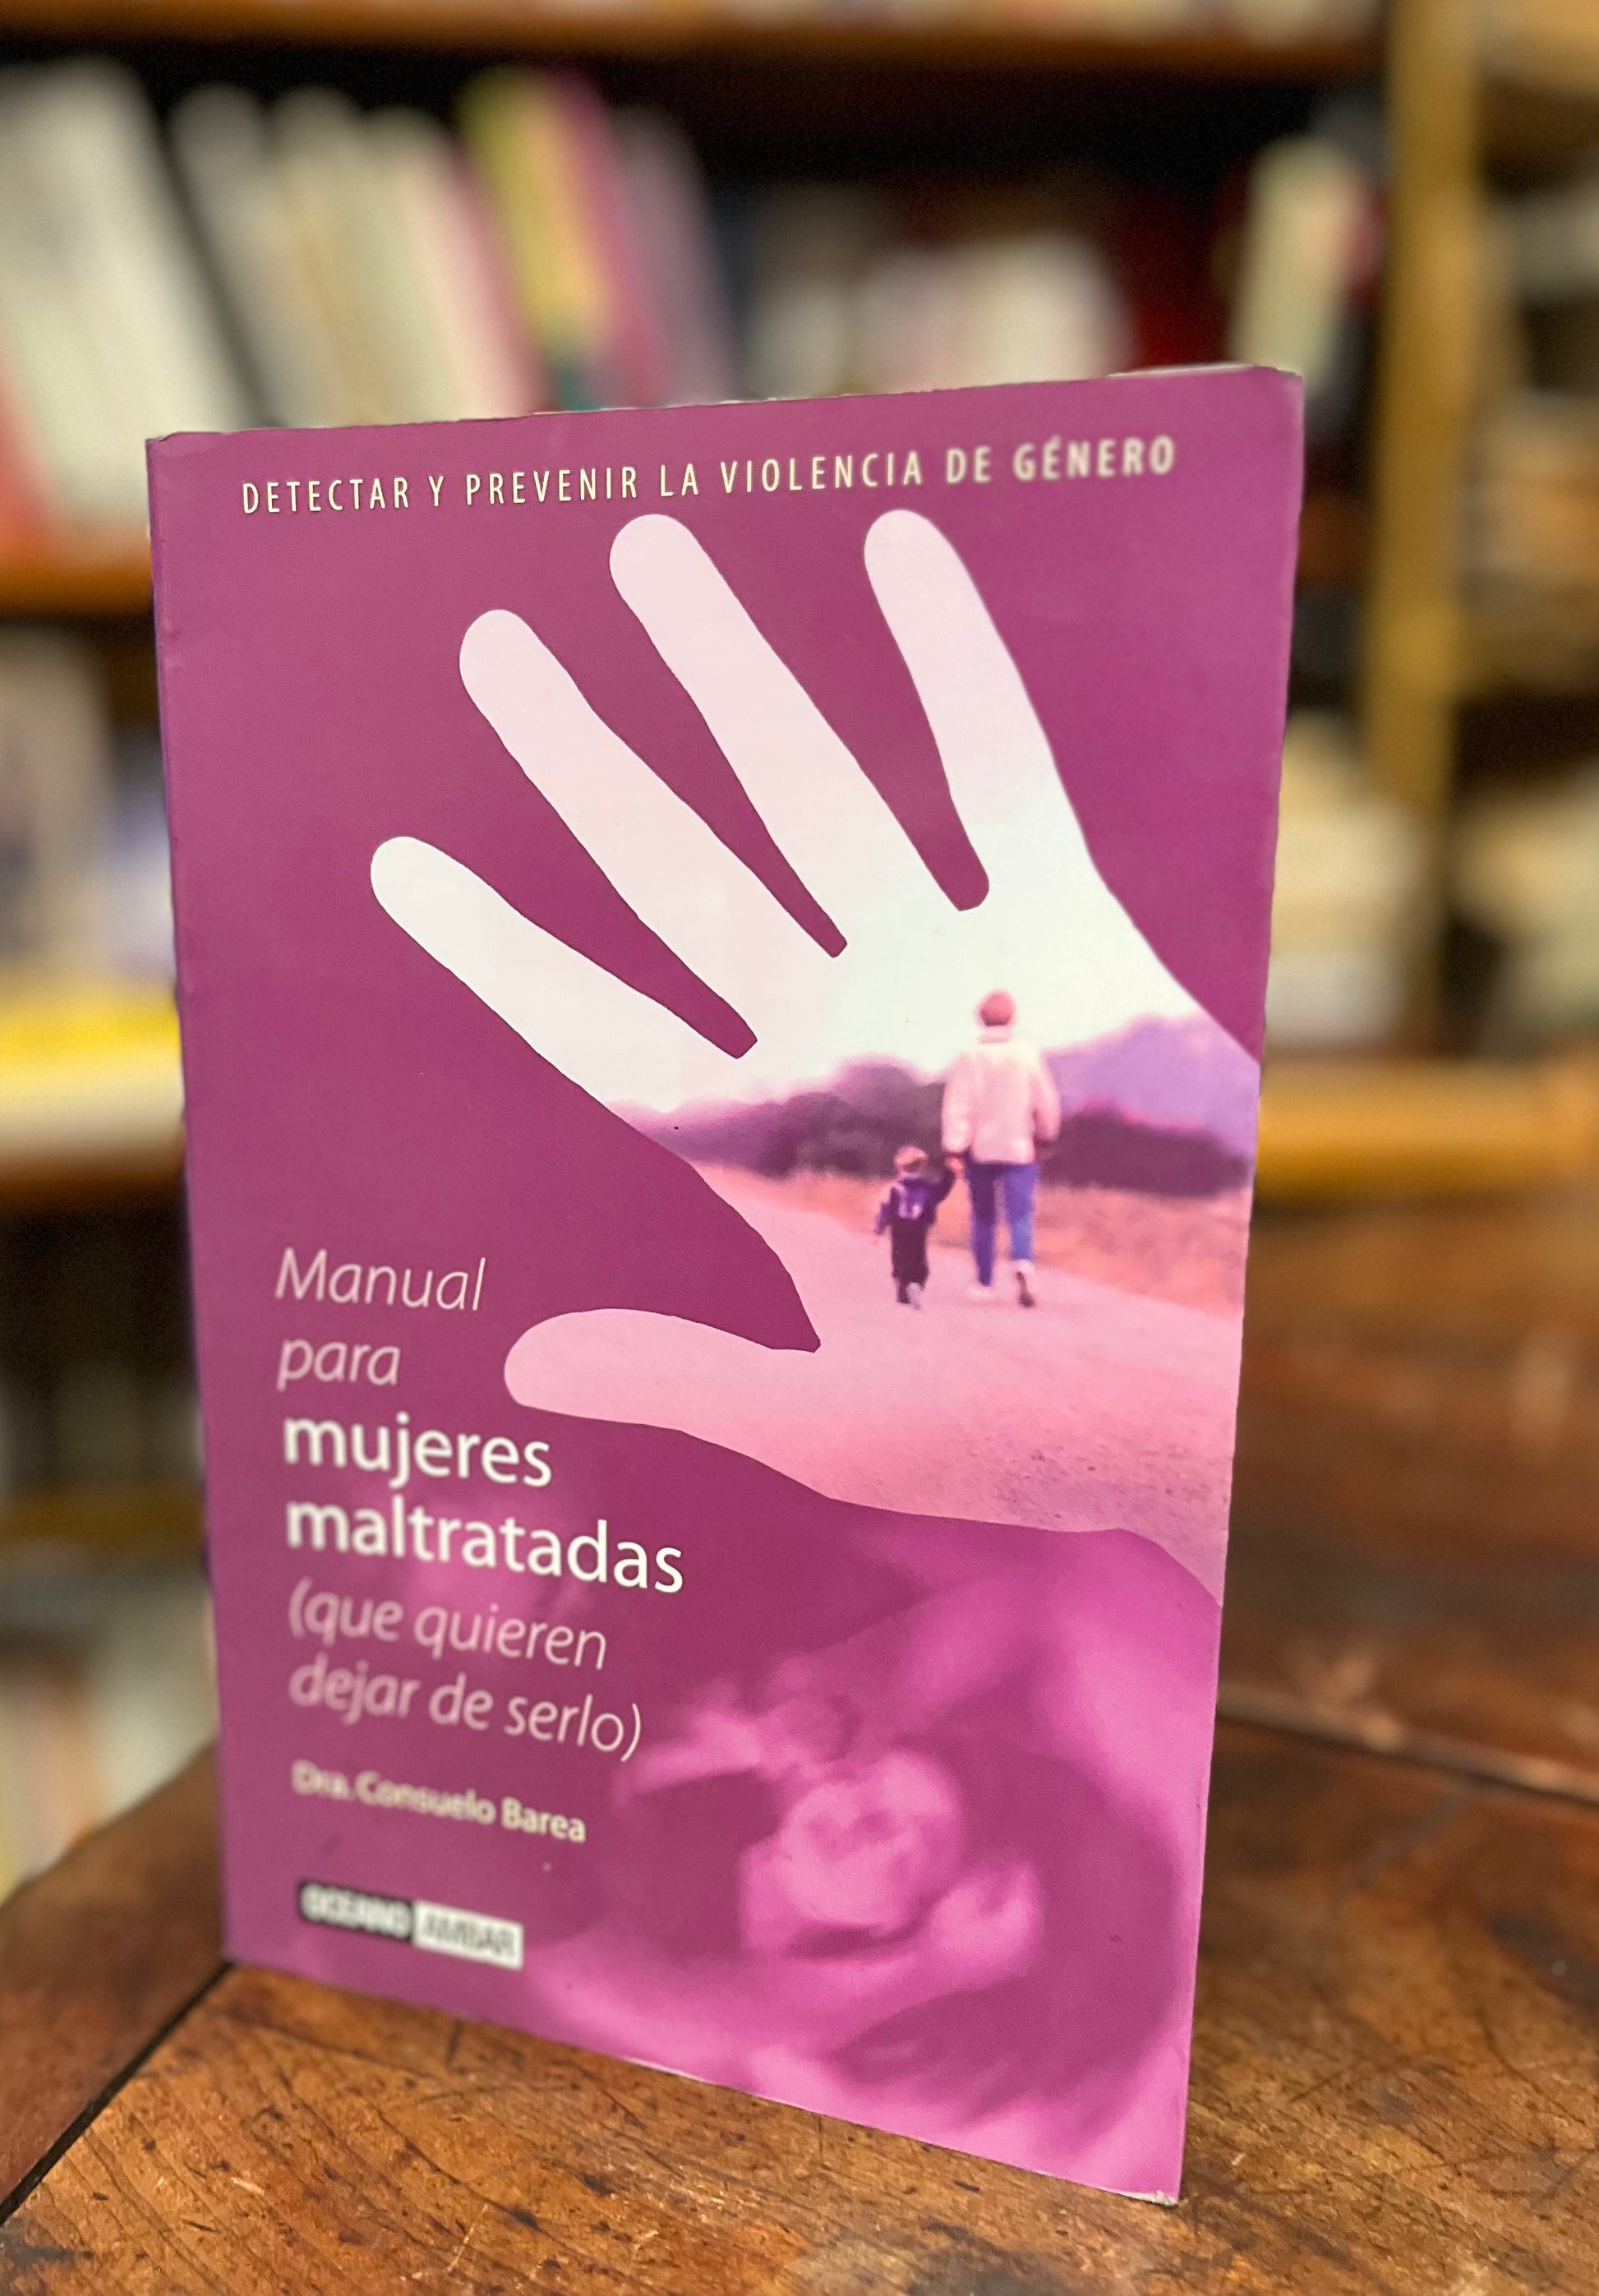 DETECTAR Y PREVENIR LA VIOLENCIA DE GÉNERO
Manual
para
mujeres
maltratadas
(que quieren
dejar de serlo)
Dra. Consuelo Barea
OCEANO AMBAR